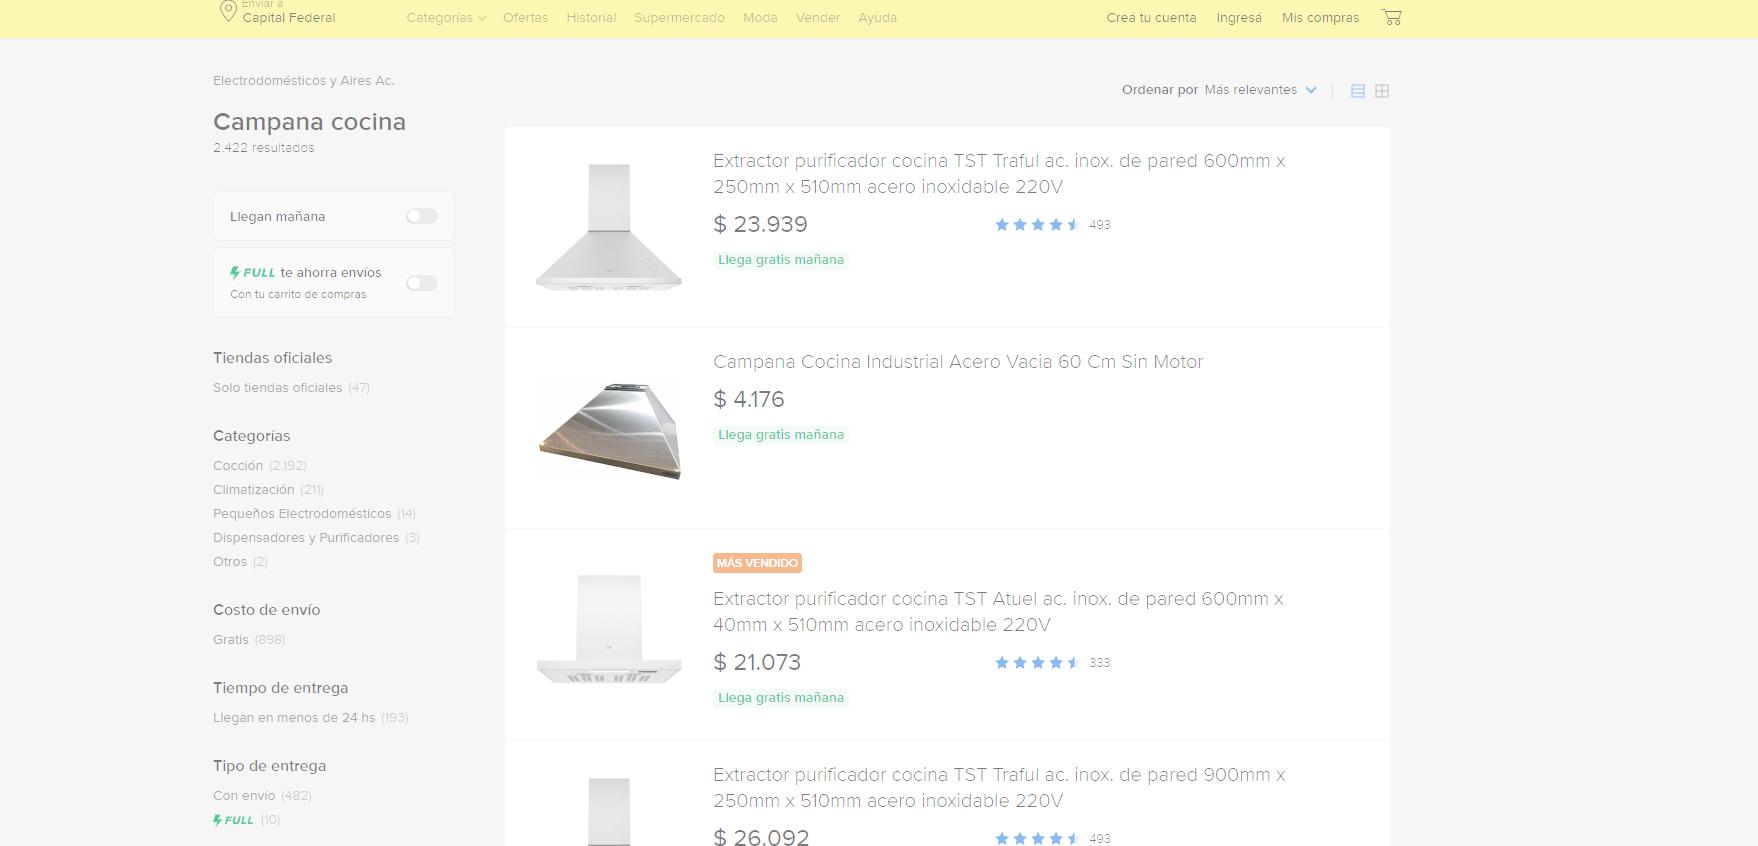 Enviar a
Capital Federal
Categorías Ofertas Historial Supermercado Moda Vender Ayuda
Creá tu cuenta Ingresá Mis compras
Electrodomésticos y Aires Ac.
Campana cocina
2.422 resultados
Llegan mañana
FULL te ahorra envíos
Con tu carrito de compras
Tiendas oficiales
Solo tiendas oficiales (47)
Categorías
Cocción (2.192)
Climatización (211)
Pequeños Electrodomésticos (14)
Dispensadores y Purificadores (3)
Otros (2)
Costo de envío
Gratis (898)
Tiempo de entrega
Llegan en menos de 24 hs (193)
Tipo de entrega
Con envío (482)
FULL (10)
Ordenar por Más relevantes
Extractor purificador cocina TST Traful ac. inox. de pared 600mm x
250mm x 510mm acero inoxidable 220V
$ 23.939
493
Llega gratis mañana
Campana Cocina Industrial Acero Vacia 60 Cm Sin Motor
$ 4.176
Llega gratis mañana
MÁS VENDIDO
Extractor purificador cocina TST Atuel ac. inox. de pared 600mm x
40mm x 510mm acero inoxidable 220V
$ 21.073
333
Llega gratis mañana
Extractor purificador cocina TST Traful ac. inox. de pared 900mm x
250mm x 510mm acero inoxidable 220V
$ 26.092
493